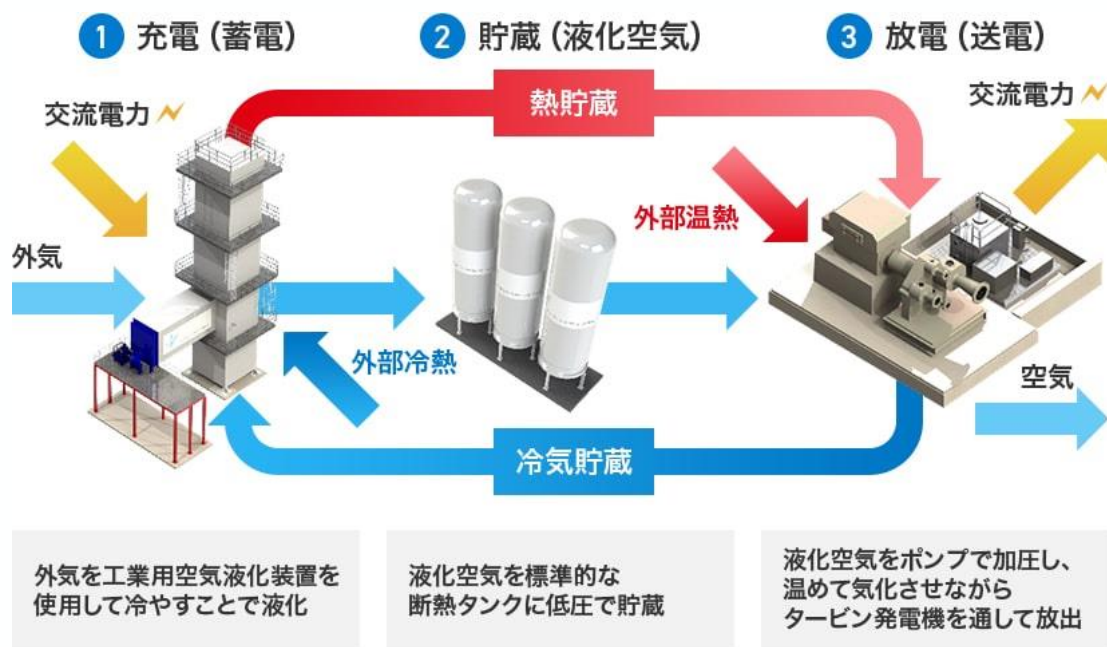 1 充電（蓄電）
2 貯蔵（液化空気）
3 放電（送電）
交流電力
熱貯蔵
交流電力
外部温熱
外気
外部冷熱
空気
冷気貯蔵
外気を工業用空気液化装置を
使用して冷やすことで液化
液化空気を標準的な
断熱タンクに低圧で貯蔵
液化空気をポンプで加圧し、
温めて気化させながら
タービン発電機を通して放出